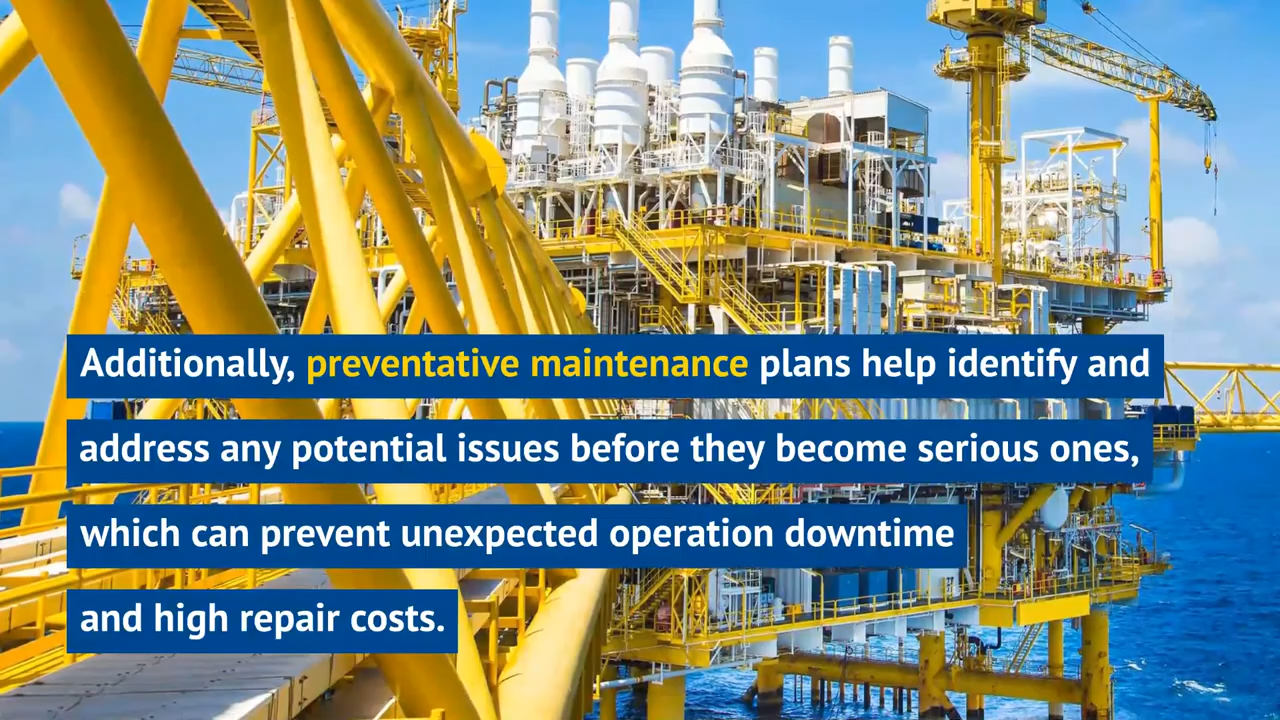 Additionally, preventative maintenance plans help identify and
address any potential issues before they become serious ones,
which can prevent unexpected operation downtime
and high repair costs.